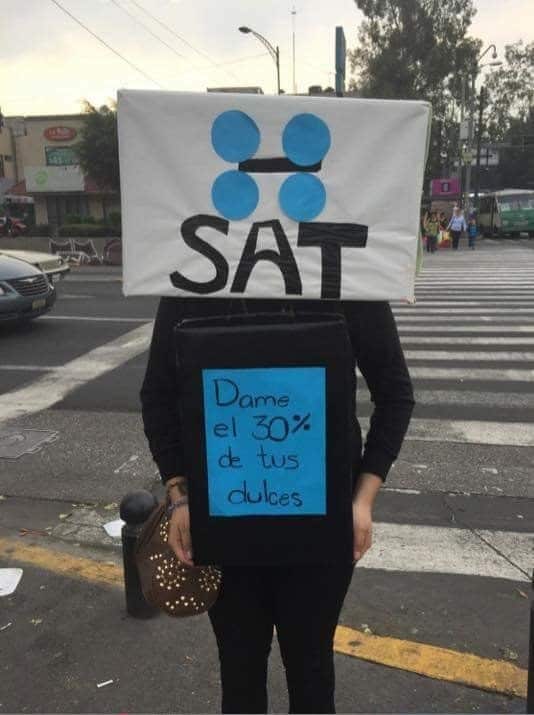 SAT
Dame
el 30%
de tus
dulces